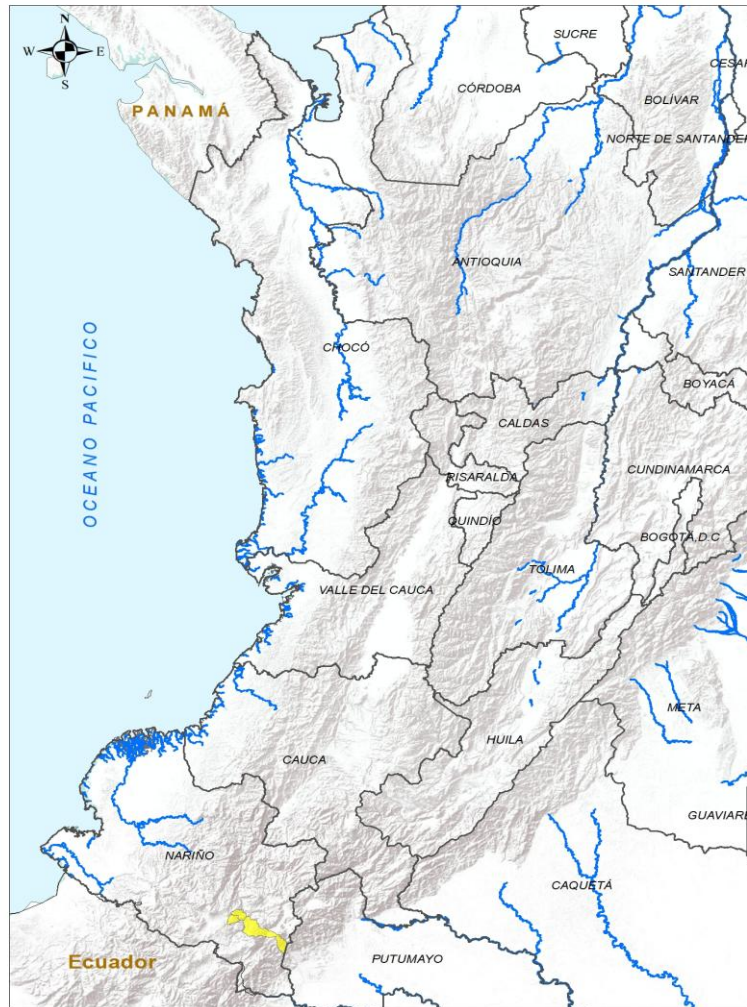 N
W E
S
SUCRE
CESAR
CÓRDOBA
BOLÍVAR
PANAMÁ
NORTE DE SANTANDER
ANTIOQUIA
SANTANDER
OCEANO PACIFICO
CHOCÓ
BOYACÁ
CALDAS
CUNDINAMARCA
RISARALDA
QUINDÍO
BOGOTÁ, D.C
TOLIMA
VALLE DEL CAUCA
META
HUILA
CAUCA
GUAVIARE
NARIÑO
CAQUETÁ
Ecuador
PUTUMAYO